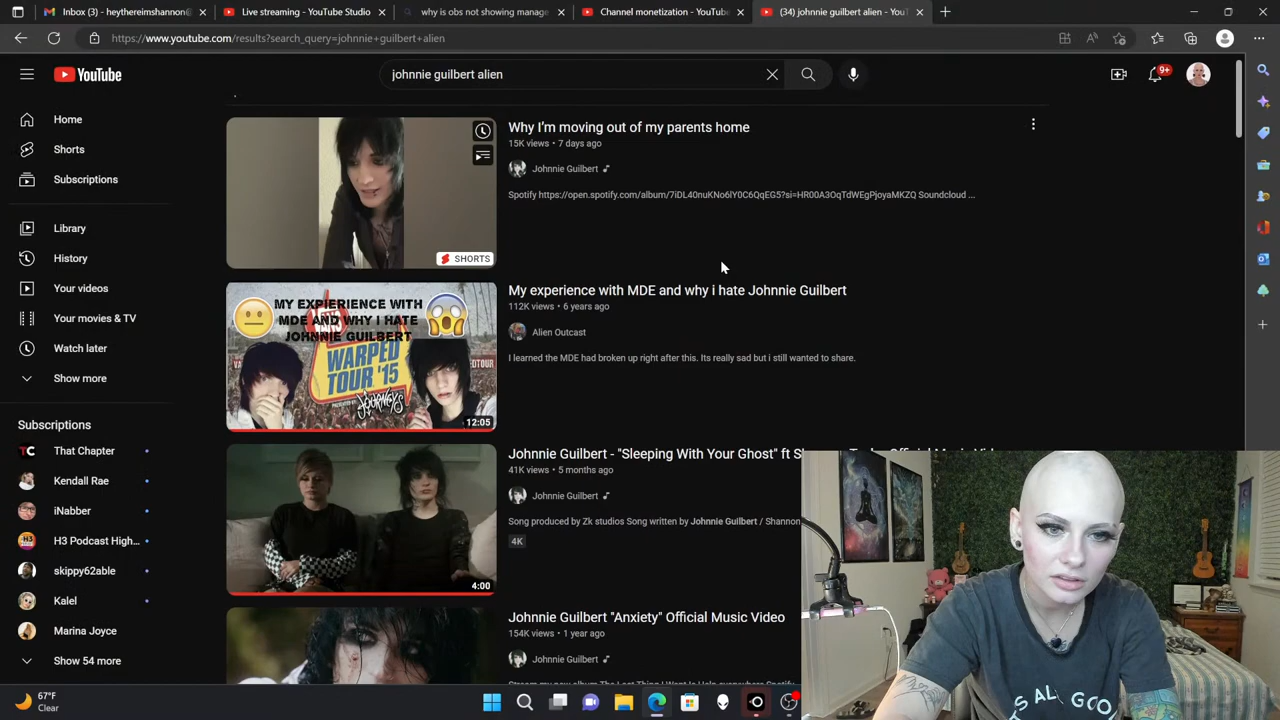 Inbox (3) - heythereimshannon@
Live streaming - YouTube Studio
why is obs not showing manage
Channel monetization - YouTube
(34) johnnie guilbert alien - YouT
https://www.youtube.com/results?search_query=johnnie+guilbert+alien
YouTube
johnnie guilbert alien
9+
Home
Shorts
Subscriptions
Library
History
Your videos
Your movies & TV
Watch later
Show more
Subscriptions
That Chapter
Kendall Rae
iNabber
H3 Podcast High...
skippy62able
Kalel
Marina Joyce
Show 54 more
SHORTS
Why I'm moving out of my parents home
15K views • 7 days ago
Johnnie Guilbert
Spotify https://open.spotify.com/album/7iDL40nuKNo6lY0C6QqEG5?si=HR00A3OqTdWEgPjoyaMKZQ Soundcloud ...
MY EXPIERIENCE WITH
MDE AND WHY I HATE
JOHNNIE GUILBERT
WARPED
TOUR '15
JOURNEYS
12:05
My experience with MDE and why i hate Johnnie Guilbert
112K views • 6 years ago
Alien Outcast
I learned the MDE had broken up right after this. Its really sad but i still wanted to share.
4:00
Johnnie Guilbert - "Sleeping With Your Ghost" ft
41K views • 5 months ago
Johnnie Guilbert
Song produced by Zk studios Song written by Johnnie Guilbert / Shannon
4K
Johnnie Guilbert "Anxiety" Official Music Video
154K views • 1 year ago
Johnnie Guilbert
IT'S ALL GOO
67°F
Clear